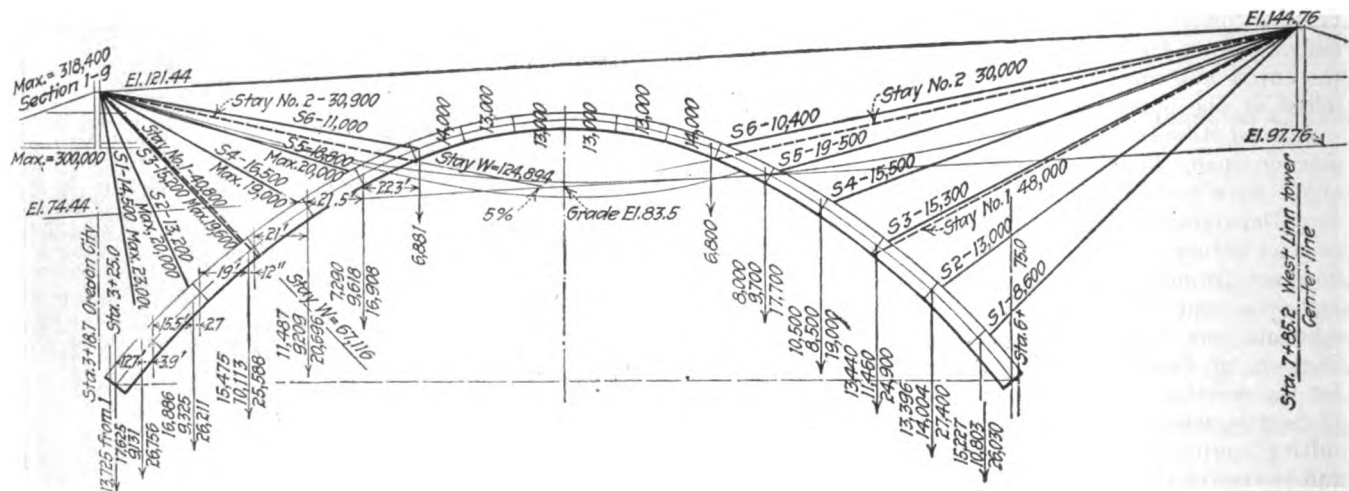 El.144.76
Max.= 318,400
Section 1-9
El.121.44
Stay No. 2 - 30,900
S6-11,000
S5-18,800
Max.20,000
Stay W=124,894
Max.=300,000
S4-16,500
Max. 19,000
Stay No.1-40,800
S3-15,200 Max.19,600
S2-13,200
Max. 20,000
S1-14,500 Max. 23,000
El.74.44
14,000
13,000
13,000
13,000
13,000
14,000
Stay No. 2 30,000
S6-10,400
S5-19-500
S4-15,500
S3-15,300
Stay No.1, 48,000
S2-13,000
S1-8,600
El.97.76
22.3'
21.5'
21'
19.5'
12"
15.5'
2.7
12.7'
3.9'
5%
Grade El.83.5
Stay W=67,116
Sta.3+18.7 Oregon City
Sta. 3+25.0
Sta.6+75.0
Sta. 7+85.2 West Linn Tower
Center line
13,725 from 1
17,625
9131
26,756
16,886
9,325
26,211
15,475
10,113
25,588
11,487
9209
20,696
7,290
9,618
16,908
6,881
6,800
8,000
9,700
17,700
10,500
8,500
19,000
13,440
11,460
24,900
13,396
14,004
27,400
15,227
10,803
26,030